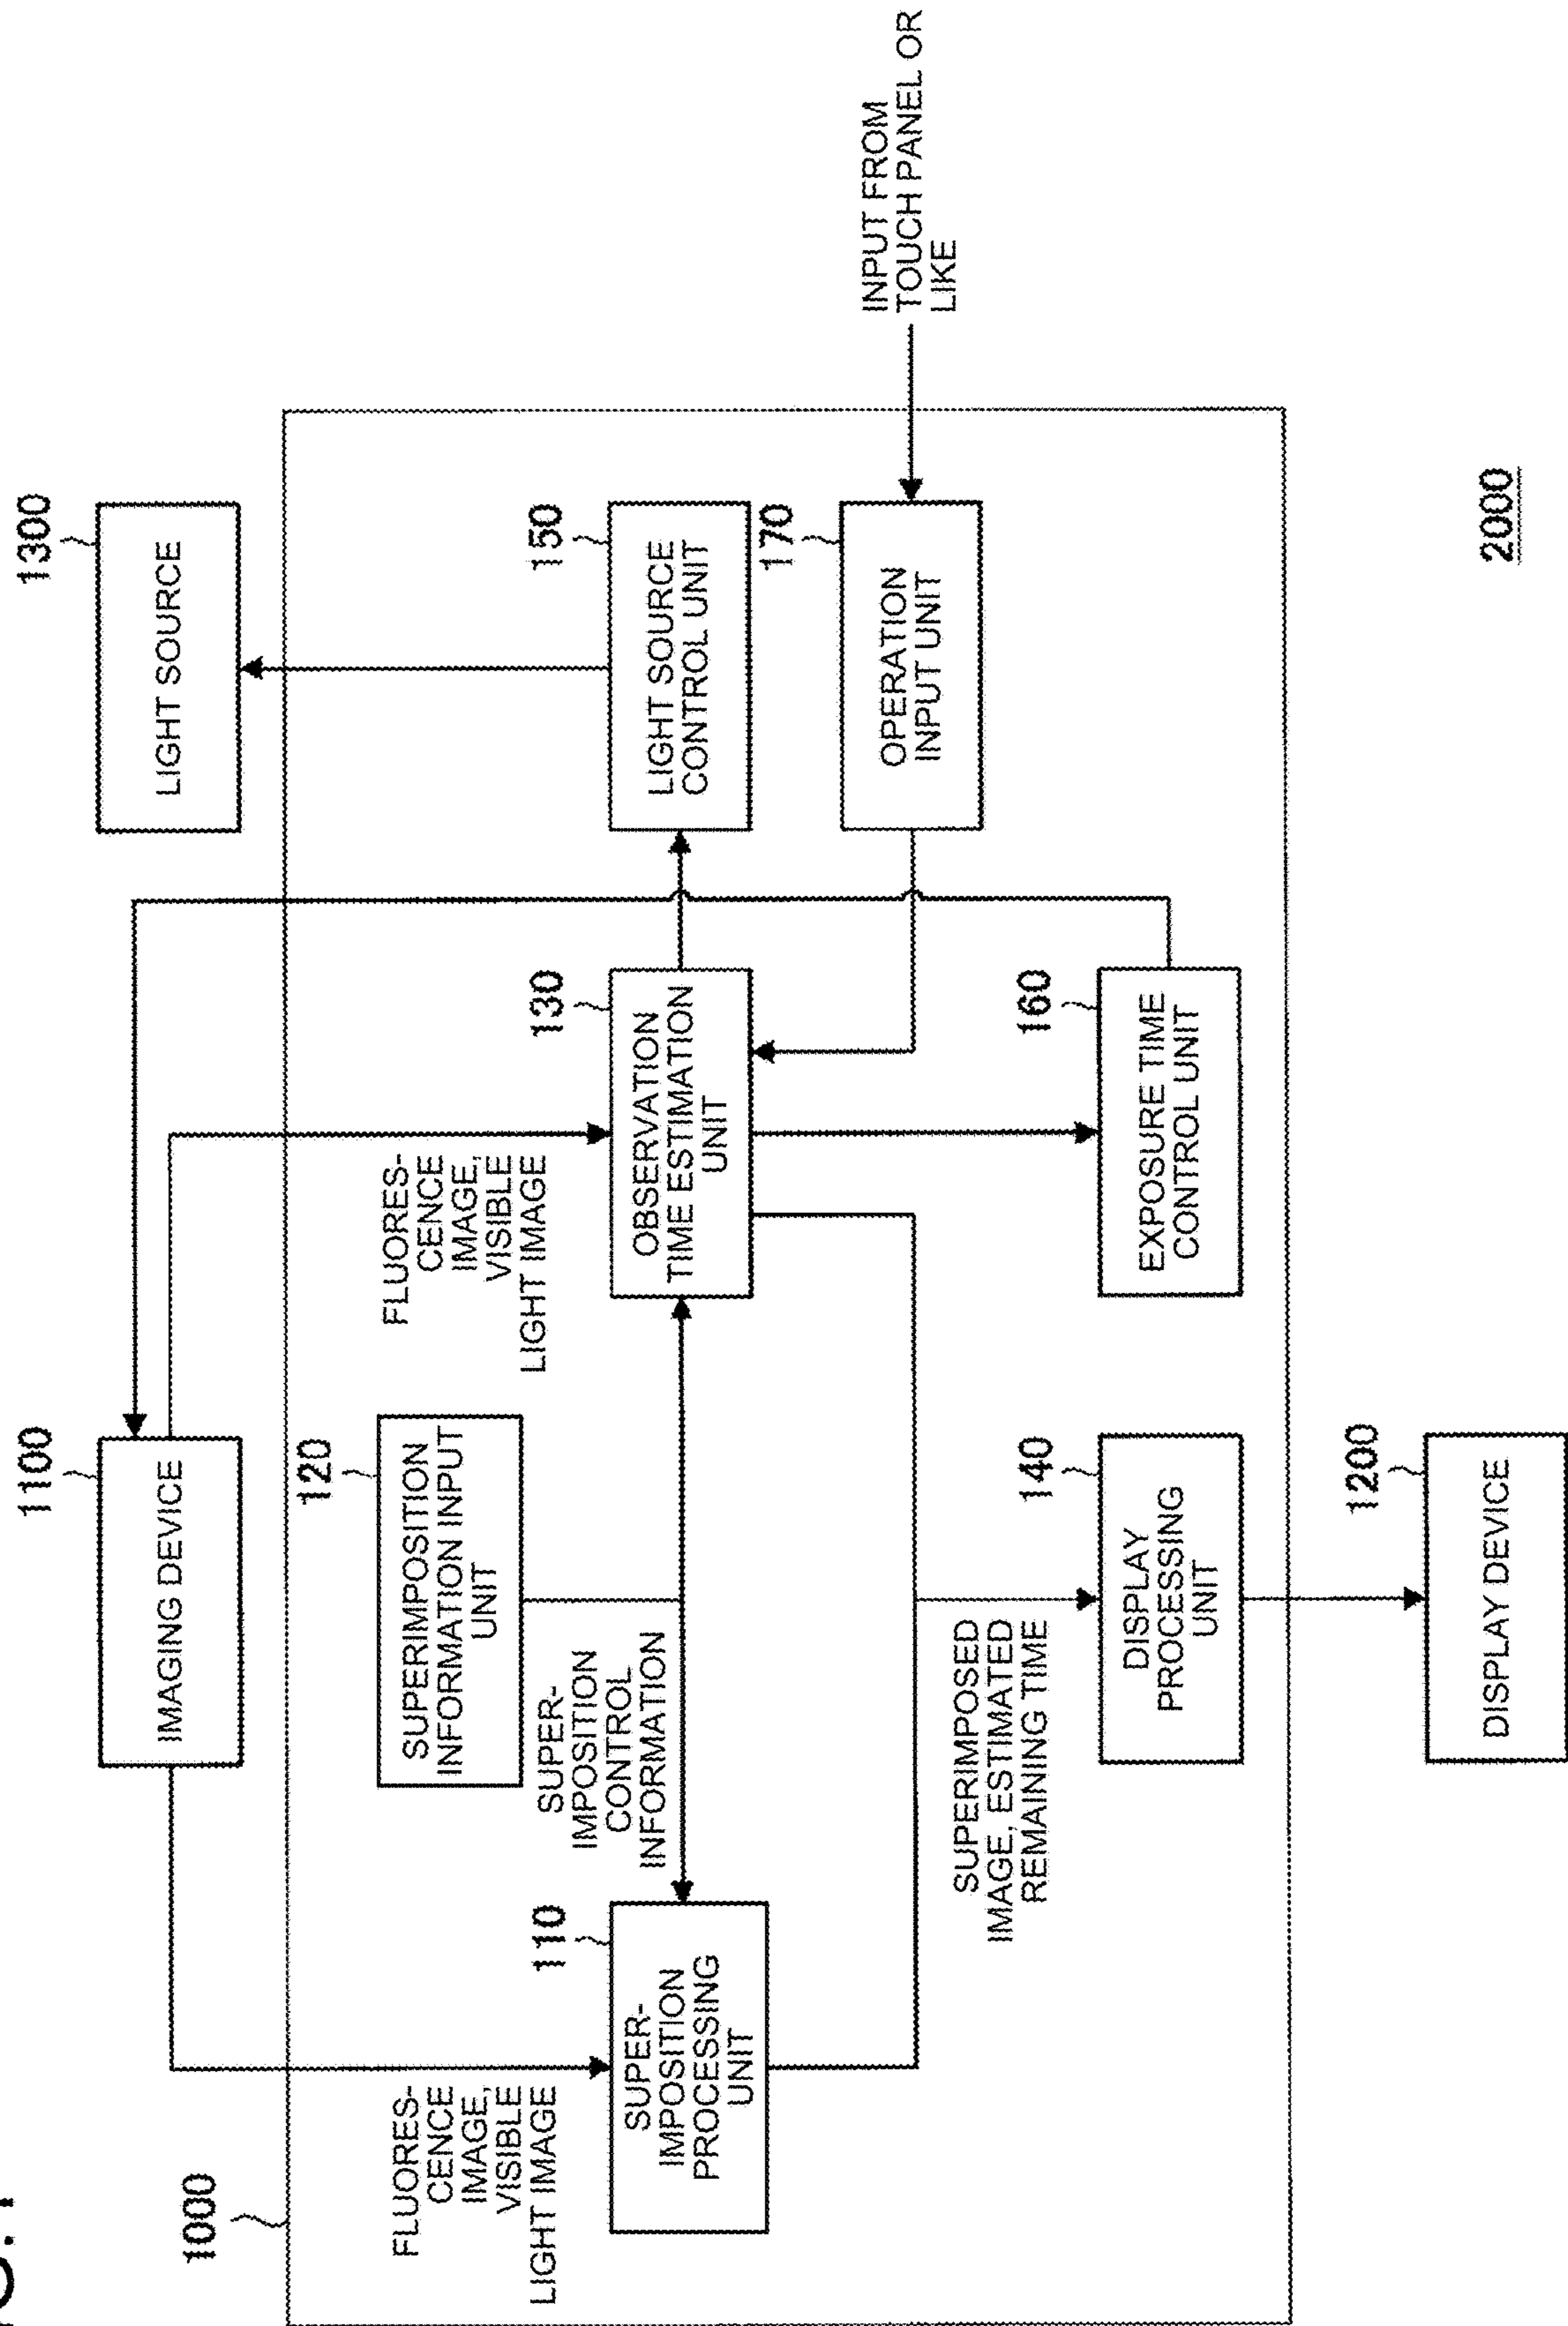 1100
IMAGING DEVICE
1300
LIGHT SOURCE
1000
FLUORES-
CENCE
IMAGE,
VISIBLE
LIGHT IMAGE
120
SUPERIMPOSITION
INFORMATION INPUT
UNIT
FLUORES-
CENCE
IMAGE,
VISIBLE
LIGHT IMAGE
SUPER-
IMPOSITION
CONTROL
INFORMATION
110
SUPER-
IMPOSITION
PROCESSING
UNIT
130
OBSERVATION
TIME ESTIMATION
UNIT
150
LIGHT SOURCE
CONTROL UNIT
170
OPERATION
INPUT UNIT
INPUT FROM
TOUCH PANEL OR
LIKE
SUPERIMPOSED
IMAGE, ESTIMATED
REMAINING TIME
140
DISPLAY
PROCESSING
UNIT
160
EXPOSURE TIME
CONTROL UNIT
1200
DISPLAY DEVICE
2000